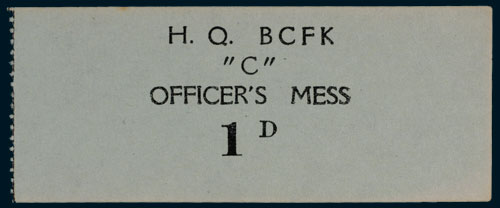 H. Q. BCFK
"C"
OFFICER'S MESS
1 D